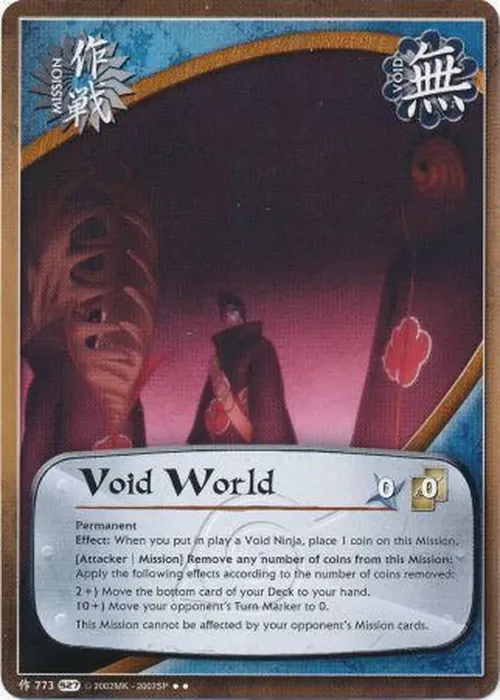 MISSION
作戦
VOID
無
Void World
0 0
Permanent
Effect: When you put in play a Void Ninja, place 1 coin on this Mission.
[Attacker | Mission] Remove any number of coins from this Mission:
Apply the following effects according to the number of coins removed:
2+) Move the bottom card of your Deck to your hand.
10+) Move your opponent's Turn Marker to 0.
This Mission cannot be affected by your opponent's Mission cards.
作 773 S27 © 2002MK - 2007SP ★★